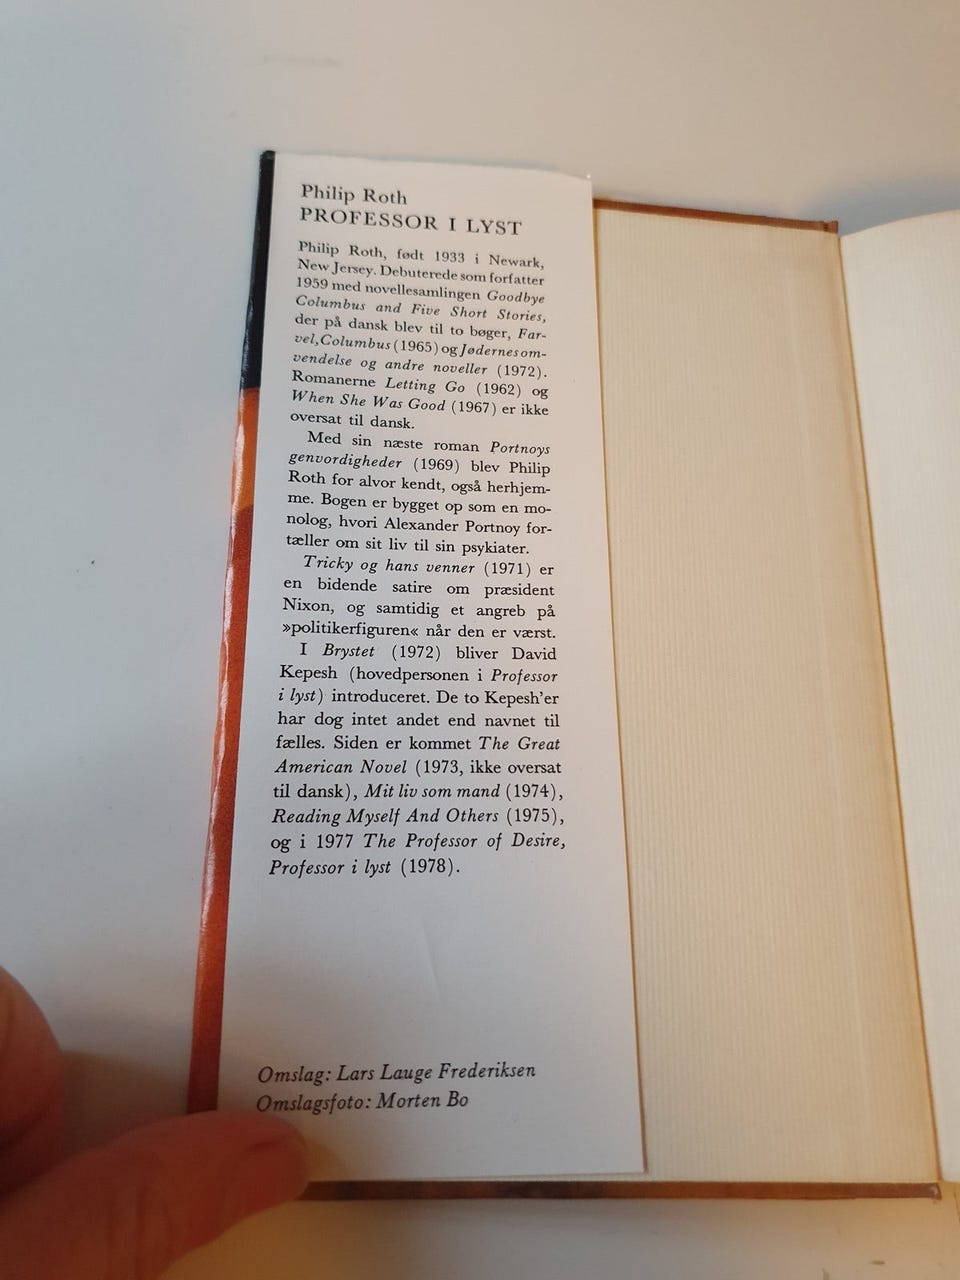 Philip Roth
PROFESSOR I LYST
Philip Roth, født 1933 i Newark,
New Jersey. Debuterede som forfatter
1959 med novellesamlingen Goodbye
Columbus and Five Short Stories,
der på dansk blev til to bøger, Far-
vel, Columbus (1965) og Jødernes om-
vendelse og andre noveller (1972).
Romanerne Letting Go (1962) og
When She Was Good (1967) er ikke
oversat til dansk.
Med sin næste roman Portnoys
genvordigheder (1969) blev Philip
Roth for alvor kendt, også herhjem-
me. Bogen er bygget op som en mo-
nolog, hvori Alexander Portnoy for-
tæller om sit liv til sin psykiater.
Tricky og hans venner (1971) er
en bidende satire om præsident
Nixon, og samtidig et angreb på
»politikerfiguren« når den er værst.
I Brystet (1972) bliver David
Kepesh (hovedpersonen i Professor
i lyst) introduceret. De to Kepesh'er
har dog intet andet end navnet til
fælles. Siden er kommet The Great
American Novel (1973, ikke oversat
til dansk), Mit liv som mand (1974),
Reading Myself And Others (1975),
og i 1977 The Professor of Desire,
Professor i lyst (1978).
Omslag: Lars Lauge Frederiksen
Omslagsfoto: Morten Bo